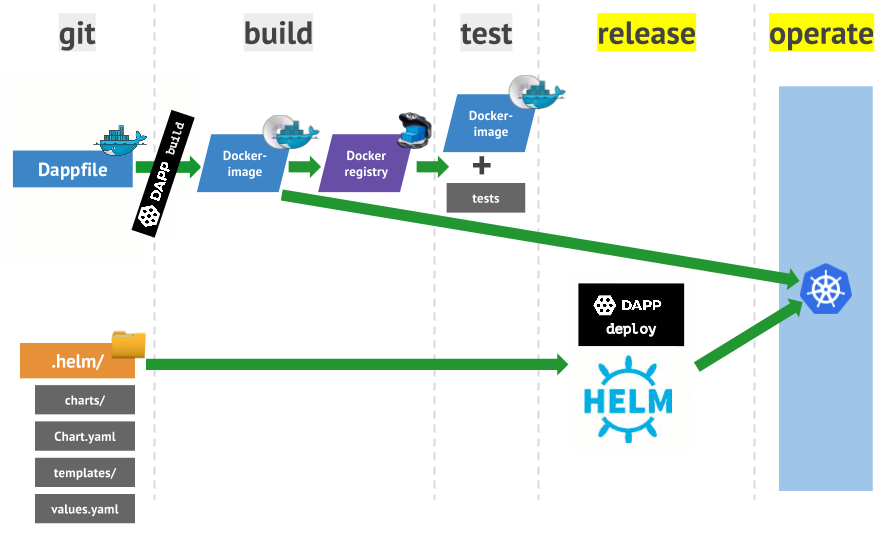 git
build
test
release
operate
Dappfile
DAPP build
Docker-
image
Docker
registry
Docker-
image
+
tests
DAPP
deploy
HELM
.helm/
charts/
Chart.yaml
templates/
values.yaml